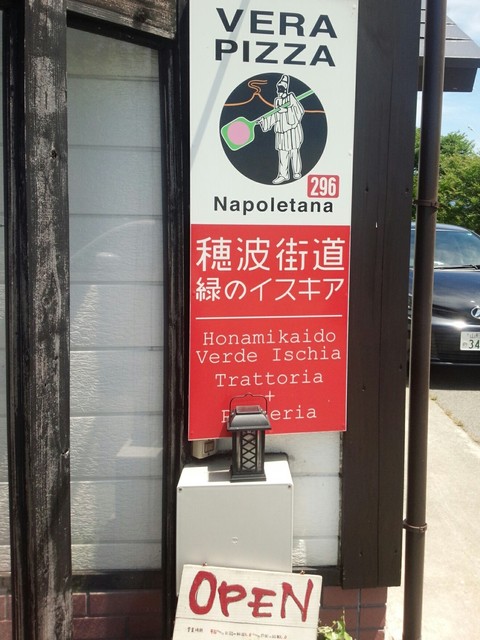 VERA
PIZZA
296
Napoletana
穂波街道
緑のイスキア
Honamikaido
Verde Ischia
Trattoria
+
OPEN